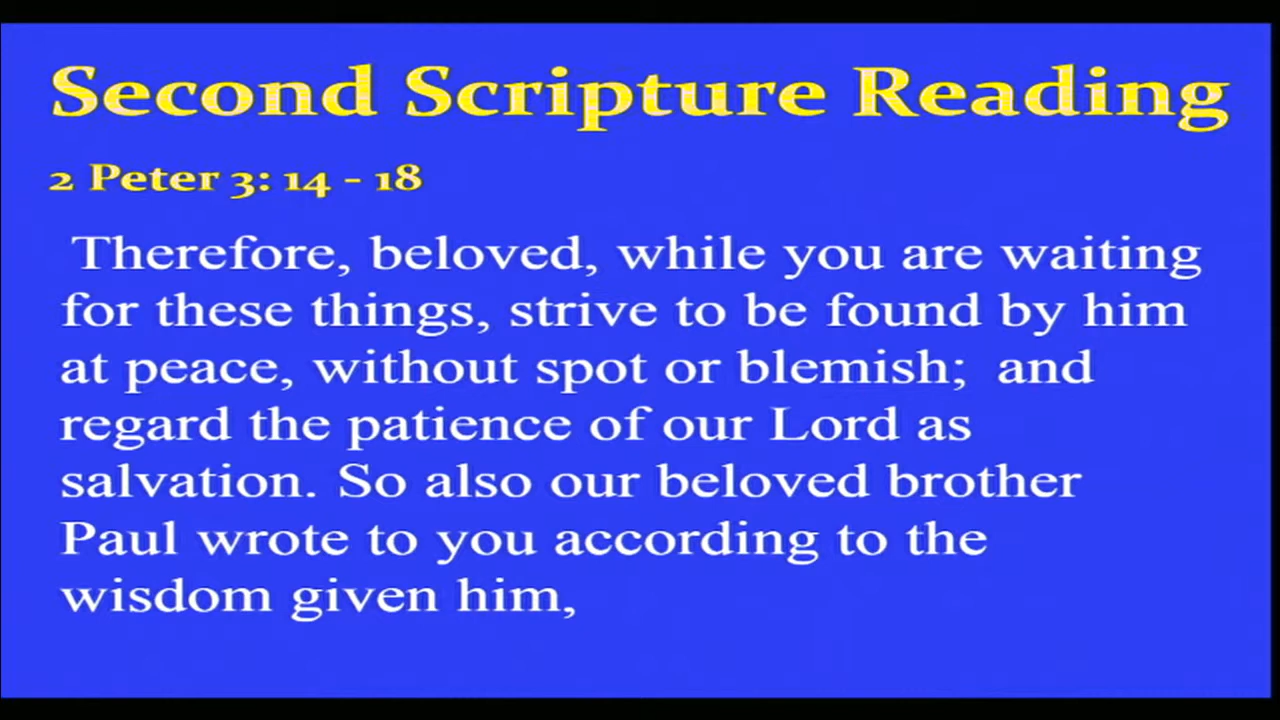 Second Scripture Reading
2 Peter 3: 14 - 18
Therefore, beloved, while you are waiting
for these things, strive to be found by him
at peace, without spot or blemish;  and
regard the patience of our Lord as
salvation. So also our beloved brother
Paul wrote to you according to the
wisdom given him,